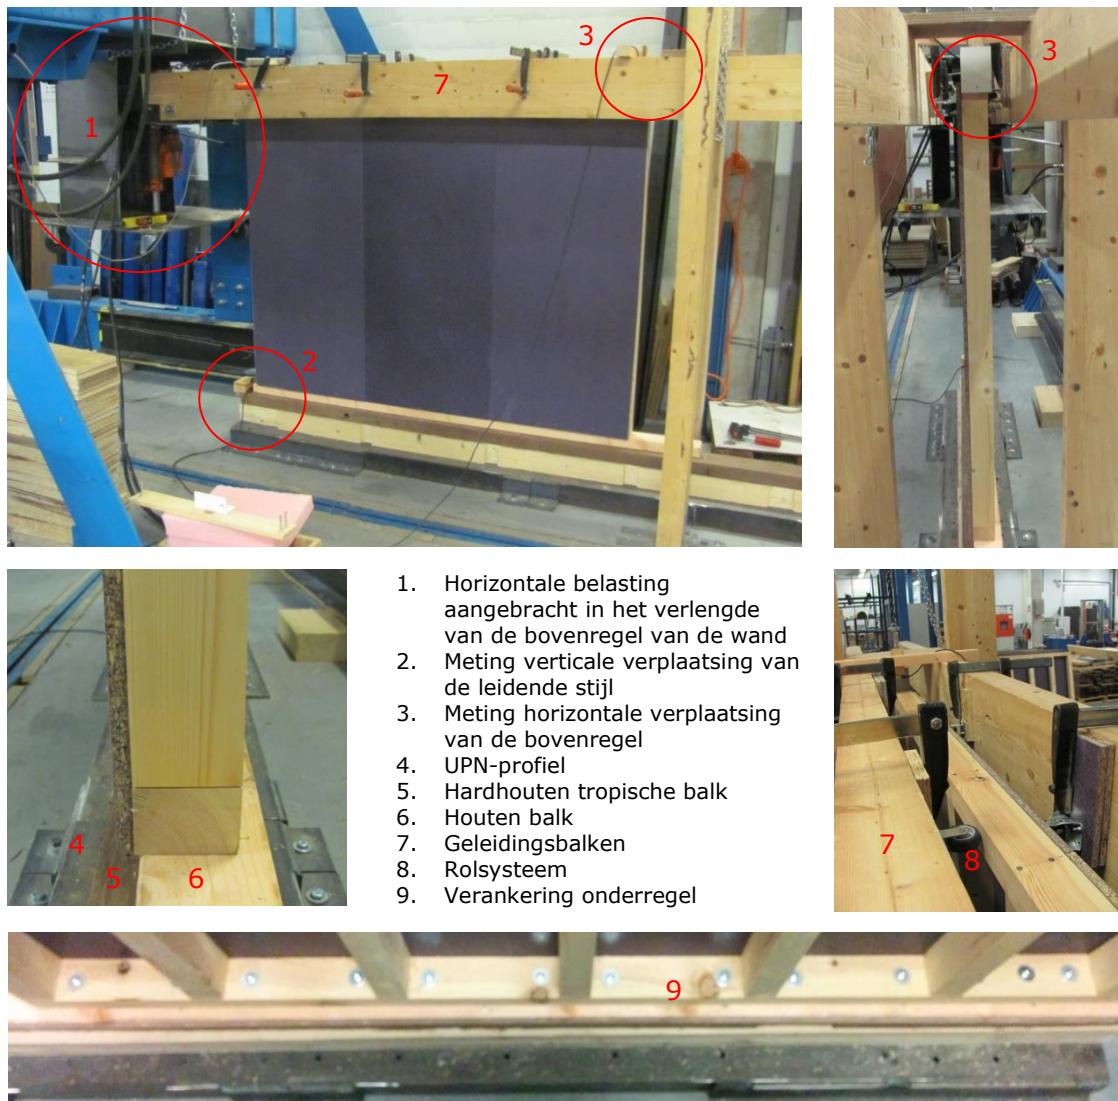 1
3
7
2
3
4
5
6
1. Horizontale belasting
aangebracht in het verlengde
van de bovenregel van de wand
2. Meting verticale verplaatsing van
de leidende stijl
3. Meting horizontale verplaatsing
van de bovenregel
4. UPN-profiel
5. Hardhouten tropische balk
6. Houten balk
7. Geleidingsbalken
8. Rolsysteem
9. Verankering onderregel
7
8
9